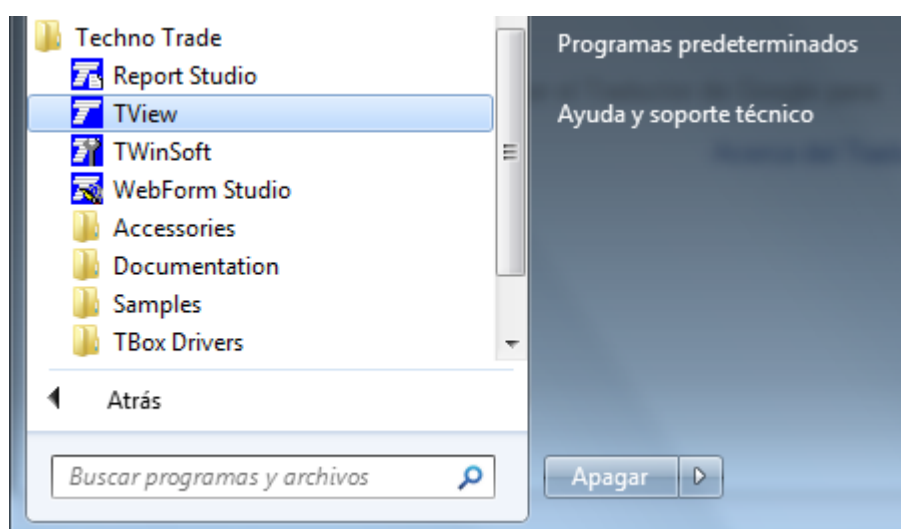 Techno Trade
Report Studio
TView
TWinSoft
WebForm Studio
Accessories
Documentation
Samples
TBox Drivers
Atrás
Buscar programas y archivos
Programas predeterminados
Ayuda y soporte técnico
Apagar